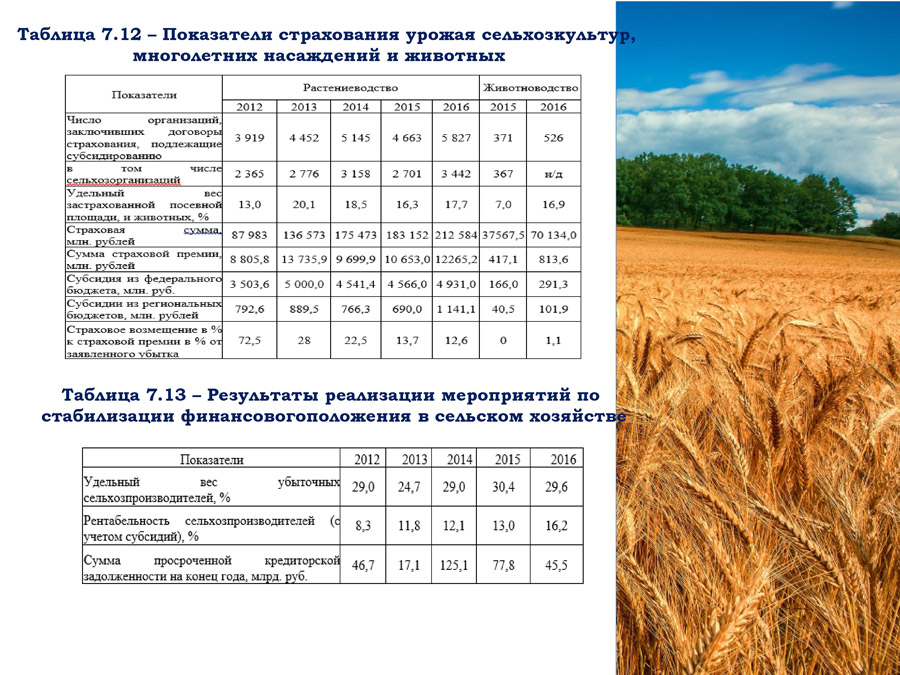 Таблица 7.12 – Показатели страхования урожая сельхозкультур,
многолетних насаждений и животных
Показатели Растениеводство Животноводство
2012 2013 2014 2015 2016 2015 2016
Число организаций,
заключивших договоры
страхования, подлежащие
субсидированию
3 919 4 452 5 145 4 663 5 827 371 526
в том числе
сельхозорганизаций
2 365 2 776 3 158 2 701 3 442 367 н/д
Удельный вес
застрахованной посевной
площади, и животных, %
13,0 20,1 18,5 16,3 17,7 7,0 16,9
Страховая сумма,
млн. рублей
87 983 136 573 175 473 183 152 212 584 37567,5 70 134,0
Сумма страховой премии,
млн. рублей
8 805,8 13 735,9 9 699,9 10 653,0 12265,2 417,1 813,6
Субсидия из федерального
бюджета, млн. руб.
3 503,6 5 000,0 4 541,4 4 566,0 4 931,0 166,0 291,3
Субсидии из региональных
бюджетов, млн. рублей
792,6 889,5 766,3 690,0 1 141,1 40,5 101,9
Страховое возмещение в %
к страховой премии в % от
заявленного убытка
72,5 28 22,5 13,7 12,6 0 1,1
Таблица 7.13 – Результаты реализации мероприятий по
стабилизации финансовогоположения в сельском хозяйстве
Показатели 2012 2013 2014 2015 2016
Удельный вес убыточных
сельхозпроизводителей, %
29,0 24,7 29,0 30,4 29,6
Рентабельность сельхозпроизводителей (с
учетом субсидий), %
8,3 11,8 12,1 13,0 16,2
Сумма просроченной кредиторской
задолженности на конец года, млрд. руб.
46,7 17,1 125,1 77,8 45,5